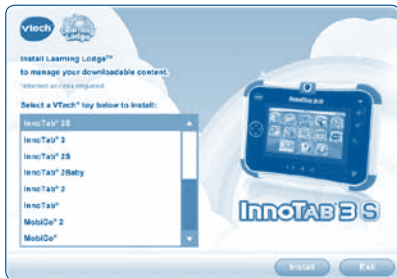 vtech
Learning
Lodge
Install Learning Lodge™
to manage your downloadable content.
*Internet access required.
Select a VTech® toy below to install:
InnoTab® 3S
InnoTab® 3
InnoTab® 2S
InnoTab® 2Baby
InnoTab® 2
InnoTab®
MobiGo® 2
MobiGo®
InnoTab 3S
INNOTAB 3 S
Install
Exit